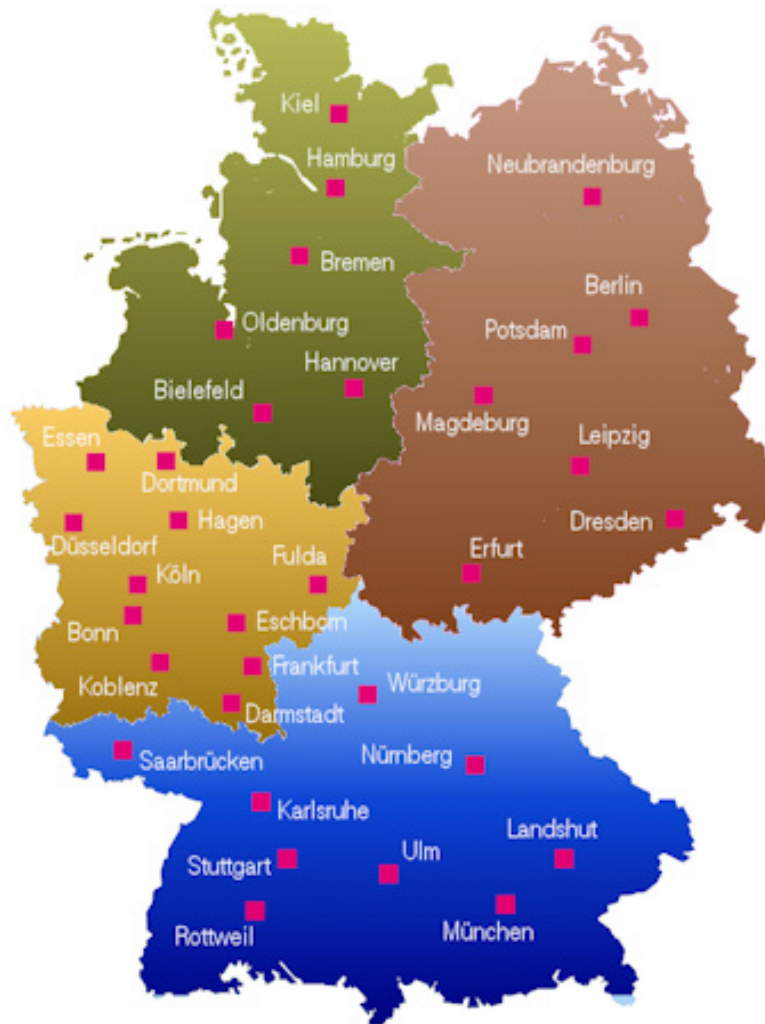 Kiel
Hamburg
Neubrandenburg
Bremen
Berlin
Oldenburg
Potsdam
Hannover
Bielefeld
Magdeburg
Essen
Leipzig
Dortmund
Hagen
Dresden
Düsseldorf
Fulda
Erfurt
Köln
Bonn
Eschborn
Koblenz
Frankfurt
Würzburg
Darmstadt
Saarbrücken
Nürnberg
Karlsruhe
Landshut
Stuttgart
Ulm
Rottweil
München